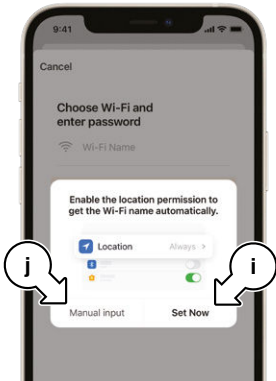 9:41
Cancel
Choose Wi-Fi and
enter password
Wi-Fi Name
Enable the location permission to
get the Wi-Fi name automatically.
Location Always >
j
i
Manual input Set Now